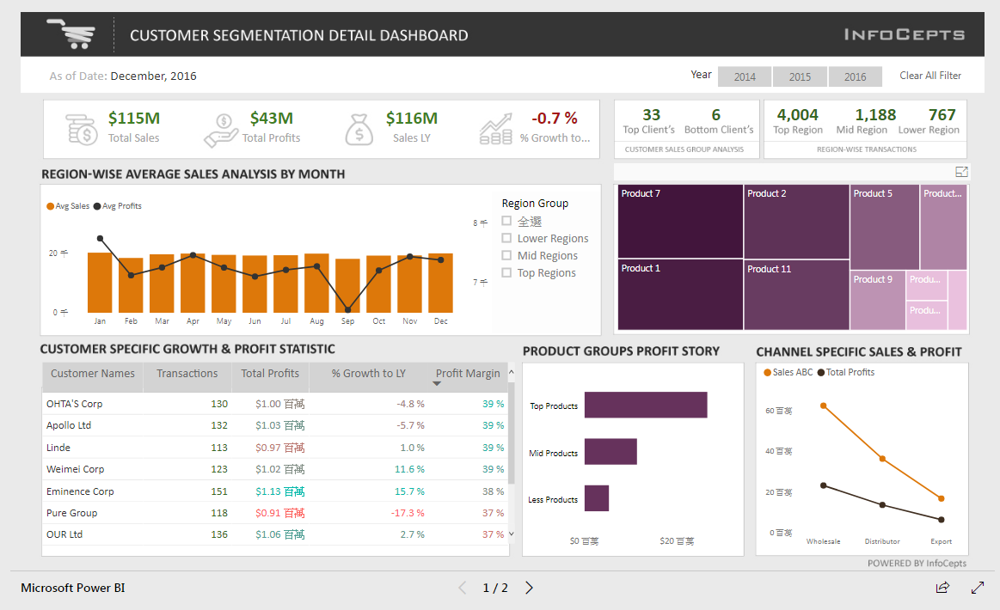 CUSTOMER SEGMENTATION DETAIL DASHBOARD
INFOCEPTS
As of Date: December, 2016
Year 2014 2015 2016 Clear All Filter
$115M
Total Sales
$43M
Total Profits
$116M
Sales LY
-0.7 %
% Growth to...
33
Top Client's
6
Bottom Client's
CUSTOMER SALES GROUP ANALYSIS
4,004
Top Region
1,188
Mid Region
767
Lower Region
REGION-WISE TRANSACTIONS
REGION-WISE AVERAGE SALES ANALYSIS BY MONTH
Avg Sales Avg Profits
20 千
0 千
8 千
7 千
Jan Feb Mar Apr May Jun Jul Aug Sep Oct Nov Dec
Region Group
全選
Lower Regions
Mid Regions
Top Regions
Product 7
Product 2
Product 5
Product...
Product 1
Product 11
Product 9
Produ...
Produ...
CUSTOMER SPECIFIC GROWTH & PROFIT STATISTIC
Customer Names Transactions Total Profits % Growth to LY Profit Margin
OHTA'S Corp 130 $1.00 百萬 -4.8 % 39 %
Apollo Ltd 132 $1.03 百萬 -5.7 % 39 %
Linde 113 $0.97 百萬 1.0 % 39 %
Weimei Corp 123 $1.02 百萬 11.6 % 39 %
Eminence Corp 151 $1.13 百萬 15.7 % 38 %
Pure Group 118 $0.91 百萬 -17.3 % 37 %
OUR Ltd 136 $1.06 百萬 2.7 % 37 %
PRODUCT GROUPS PROFIT STORY
Top Products
Mid Products
Less Products
$0 百萬 $20 百萬
CHANNEL SPECIFIC SALES & PROFIT
Sales ABC Total Profits
60 百萬
40 百萬
20 百萬
0 百萬
Wholesale Distributor Export
POWERED BY InfoCepts
Microsoft Power BI
1 / 2